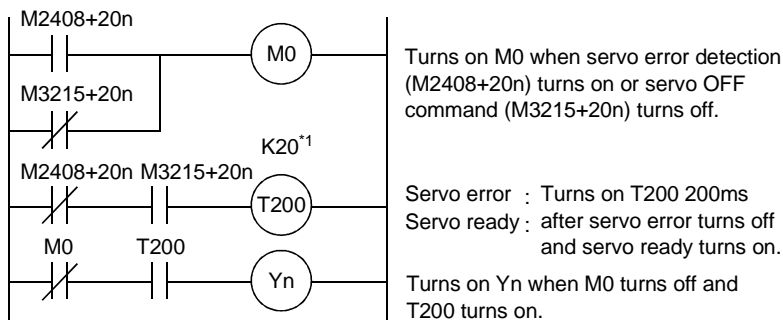 M2408+20n
M0
M3215+20n
Turns on M0 when servo error detection
(M2408+20n) turns on or servo OFF
command (M3215+20n) turns off.
K20*1
M2408+20n M3215+20n
T200
Servo error : Turns on T200 200ms
Servo ready : after servo error turns off
and servo ready turns on.
M0 T200
Yn
Turns on Yn when M0 turns off and
T200 turns on.